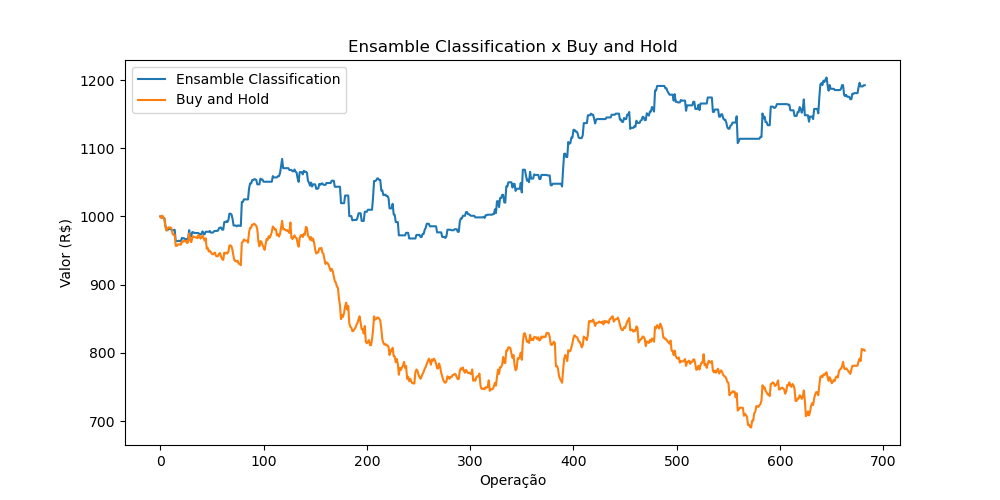 Ensamble Classification x Buy and Hold
Ensamble Classification
Buy and Hold
1200
1100
1000
900
800
700
Valor (R$)
0 100 200 300 400 500 600 700
Operação